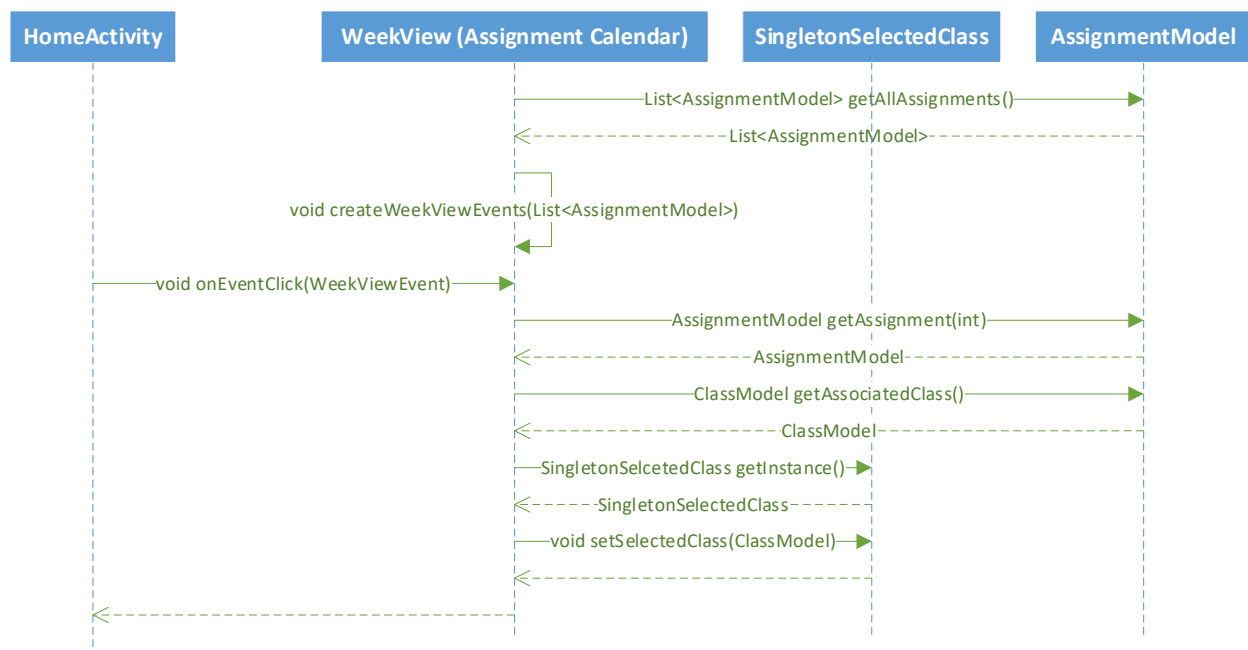 HomeActivity
WeekView (Assignment Calendar)
SingletonSelectedClass
AssignmentModel
List<AssignmentModel> getAllAssignments()
List<AssignmentModel>
void createWeekViewEvents(List<AssignmentModel>)
void onEventClick(WeekViewEvent)
AssignmentModel getAssignment(int)
AssignmentModel
ClassModel getAssociatedClass()
ClassModel
SingletonSelcetedClass getInstance()
SingletonSelectedClass
void setSelectedClass(ClassModel)